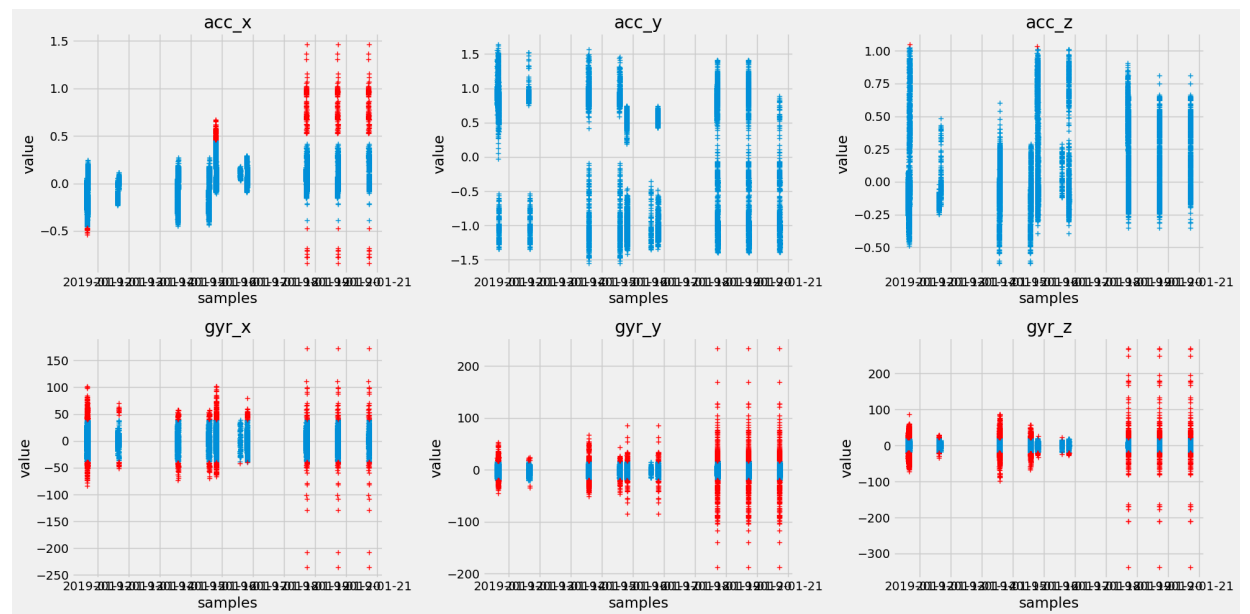 acc_x
acc_y
acc_z
1.5
1.0
0.5
0.0
−0.5
value
samples
1.5
1.0
0.5
0.0
−0.5
−1.0
−1.5
value
samples
1.00
0.75
0.50
0.25
0.00
−0.25
−0.50
value
samples
gyr_x
gyr_y
gyr_z
150
100
50
0
−50
−100
−150
−200
−250
value
samples
200
100
0
−100
−200
value
samples
200
100
0
−100
−200
−300
value
samples